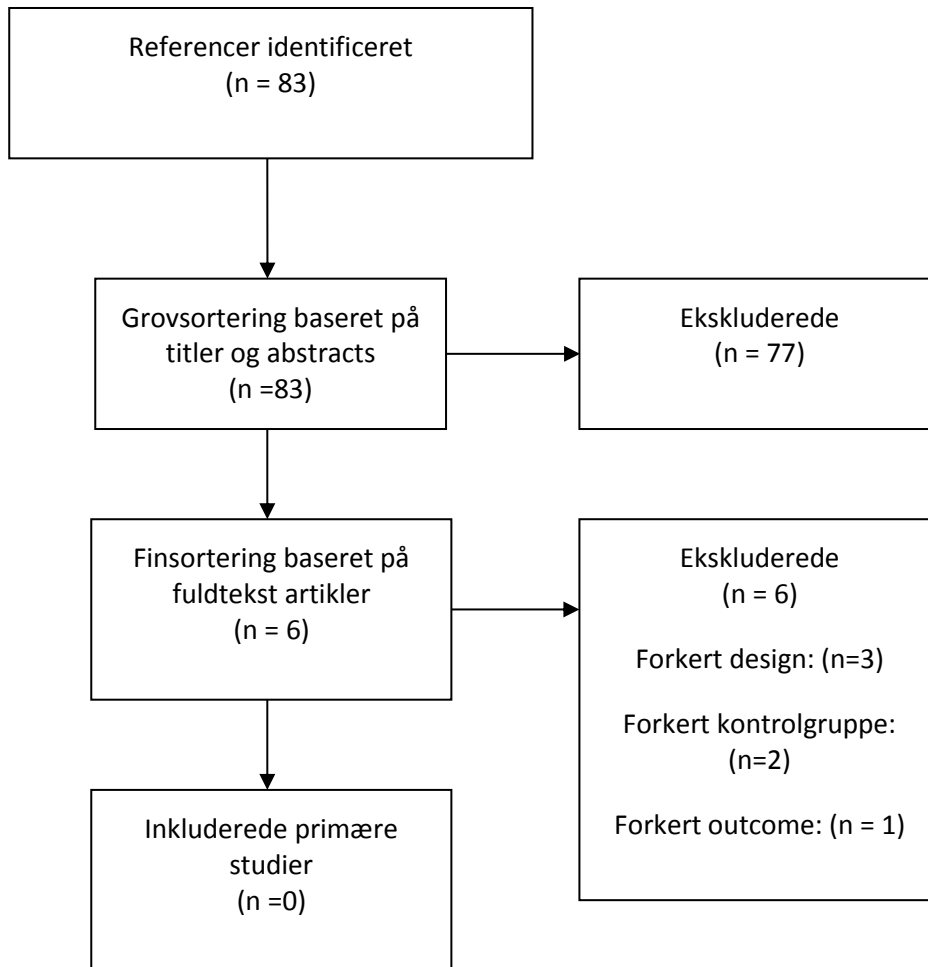 Referencer identificeret
(n = 83)
Grovsortering baseret på
titler og abstracts
(n =83)
Ekskluderede
(n = 77)
Finsortering baseret på
fuldtekst artikler
(n = 6)
Ekskluderede
(n = 6)
Forkert design: (n=3)
Forkert kontrolgruppe:
(n=2)
Forkert outcome: (n = 1)
Inkluderede primære
studier
(n =0)